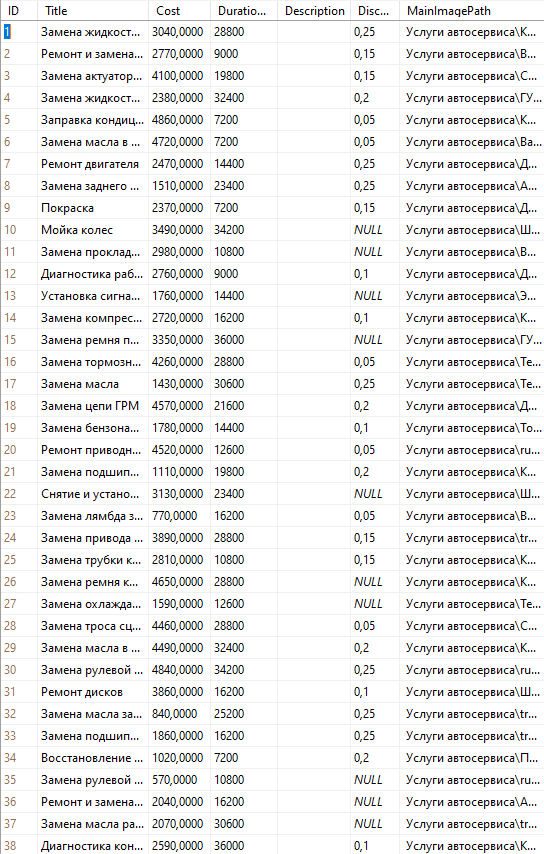 ID Title Cost Duratio... Description Disc... MainImagePath
1 Замена жидкост... 3040,0000 28800 0,25 Услуги автосервиса\К...
2 Ремонт и замена... 2770,0000 9000 0,15 Услуги автосервиса\В...
3 Замена актуатор... 4100,0000 19800 0,15 Услуги автосервиса\С...
4 Замена жидкост... 2380,0000 32400 0,2 Услуги автосервиса\ГУ...
5 Заправка кондиц... 4860,0000 7200 0,05 Услуги автосервиса\К...
6 Замена масла в ... 4720,0000 7200 0,05 Услуги автосервиса\Ва...
7 Ремонт двигателя 2470,0000 14400 0,25 Услуги автосервиса\Д...
8 Замена заднего ... 1510,0000 23400 0,25 Услуги автосервиса\А...
9 Покраска 2370,0000 7200 0,15 Услуги автосервиса\Д...
10 Мойка колес 3490,0000 34200 NULL Услуги автосервиса\Ш...
11 Замена проклад... 2980,0000 10800 NULL Услуги автосервиса\В...
12 Диагностика раб... 2760,0000 9000 0,1 Услуги автосервиса\Д...
13 Установка сигна... 1760,0000 14400 NULL Услуги автосервиса\Э...
14 Замена компрес... 2720,0000 16200 0,1 Услуги автосервиса\К...
15 Замена ремня п... 3350,0000 36000 NULL Услуги автосервиса\ГУ...
16 Замена тормозн... 4260,0000 28800 0,05 Услуги автосервиса\Те...
17 Замена масла 1430,0000 30600 0,25 Услуги автосервиса\Те...
18 Замена цепи ГРМ 4570,0000 21600 0,2 Услуги автосервиса\Д...
19 Замена бензона... 1780,0000 14400 0,1 Услуги автосервиса\То...
20 Ремонт приводн... 4520,0000 12600 0,05 Услуги автосервиса\ru...
21 Замена подшип... 1110,0000 19800 0,2 Услуги автосервиса\К...
22 Снятие и устано... 3130,0000 23400 NULL Услуги автосервиса\Ш...
23 Замена лямбда з... 770,0000 16200 0,05 Услуги автосервиса\В...
24 Замена привода ... 3890,0000 28800 0,15 Услуги автосервиса\tr...
25 Замена трубки к... 2810,0000 10800 0,15 Услуги автосервиса\К...
26 Замена ремня к... 4650,0000 28800 NULL Услуги автосервиса\К...
27 Замена охлажда... 1590,0000 12600 NULL Услуги автосервиса\Те...
28 Замена троса сц... 4460,0000 28800 0,05 Услуги автосервиса\С...
29 Замена масла в ... 4490,0000 32400 0,2 Услуги автосервиса\К...
30 Замена рулевой ... 4840,0000 34200 0,25 Услуги автосервиса\ru...
31 Ремонт дисков 3860,0000 16200 0,1 Услуги автосервиса\Ш...
32 Замена масла за... 840,0000 25200 0,25 Услуги автосервиса\tr...
33 Замена подшип... 1860,0000 16200 0,25 Услуги автосервиса\tr...
34 Восстановление ... 1020,0000 7200 0,2 Услуги автосервиса\П...
35 Замена рулевой ... 570,0000 10800 NULL Услуги автосервиса\ru...
36 Ремонт и замена... 2040,0000 16200 NULL Услуги автосервиса\А...
37 Замена масла ра... 2070,0000 30600 NULL Услуги автосервиса\tr...
38 Диагностика кон... 2590,0000 36000 0,1 Услуги автосервиса\К...